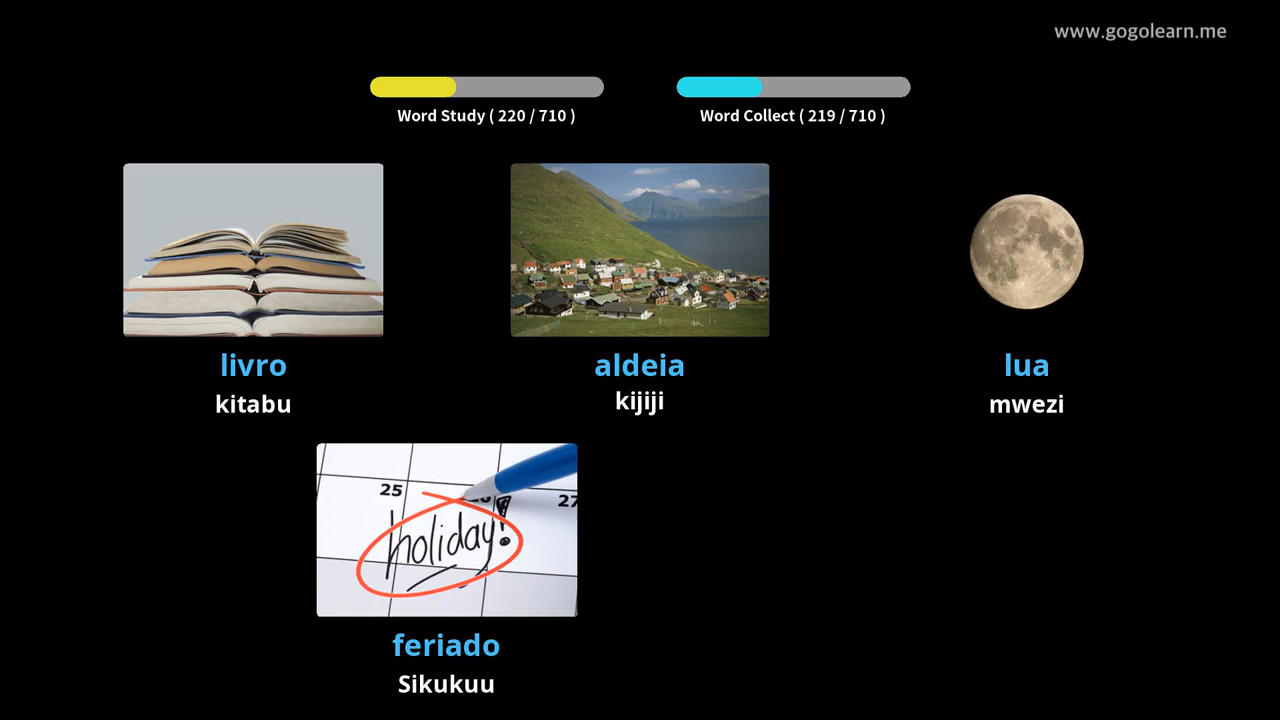 www.gogolearn.me
Word Study ( 220 / 710 )
Word Collect ( 219 / 710 )
livro
kitabu
aldeia
kijiji
lua
mwezi
25
27
holiday!
feriado
Sikukuu